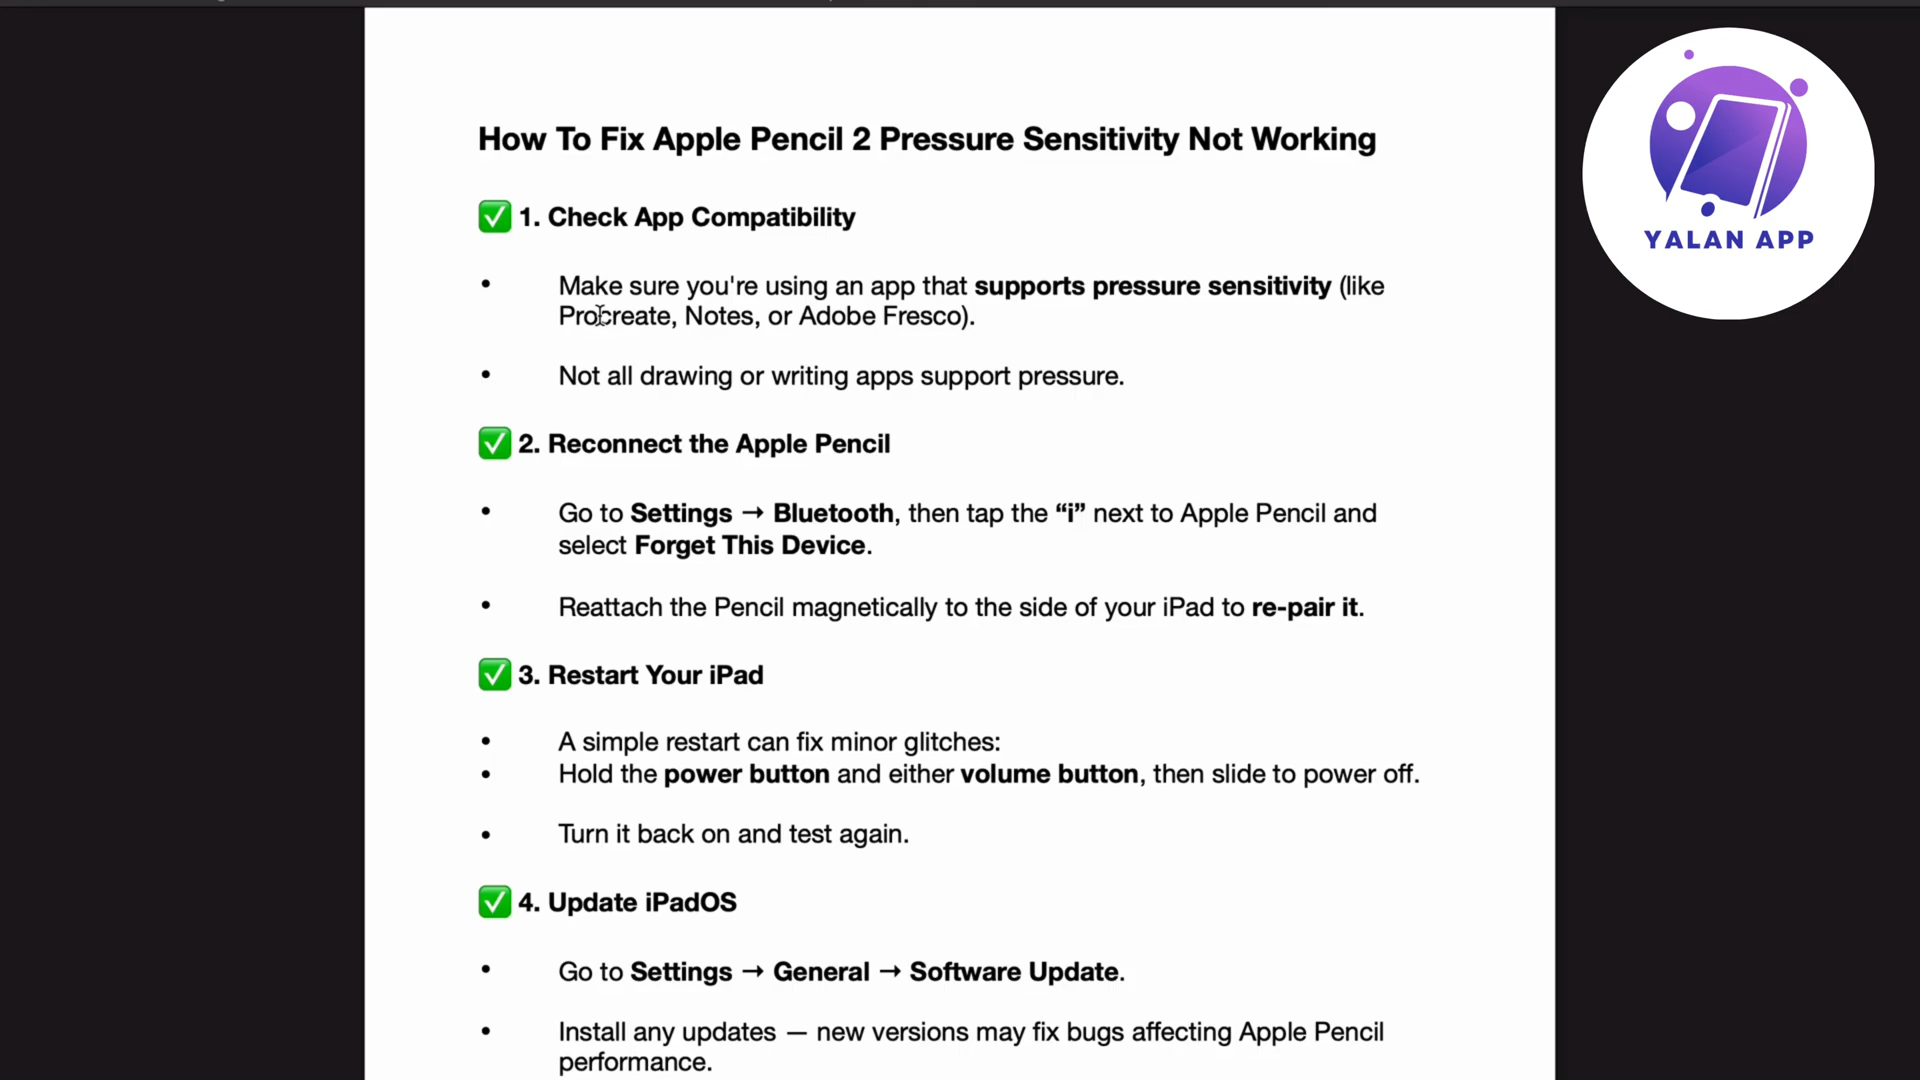 How To Fix Apple Pencil 2 Pressure Sensitivity Not Working
YALAN APP
✅ 1. Check App Compatibility
• Make sure you're using an app that supports pressure sensitivity (like
Procreate, Notes, or Adobe Fresco).
• Not all drawing or writing apps support pressure.
✅ 2. Reconnect the Apple Pencil
• Go to Settings → Bluetooth, then tap the “i” next to Apple Pencil and
select Forget This Device.
• Reattach the Pencil magnetically to the side of your iPad to re-pair it.
✅ 3. Restart Your iPad
• A simple restart can fix minor glitches:
• Hold the power button and either volume button, then slide to power off.
• Turn it back on and test again.
✅ 4. Update iPadOS
• Go to Settings → General → Software Update.
• Install any updates — new versions may fix bugs affecting Apple Pencil
performance.